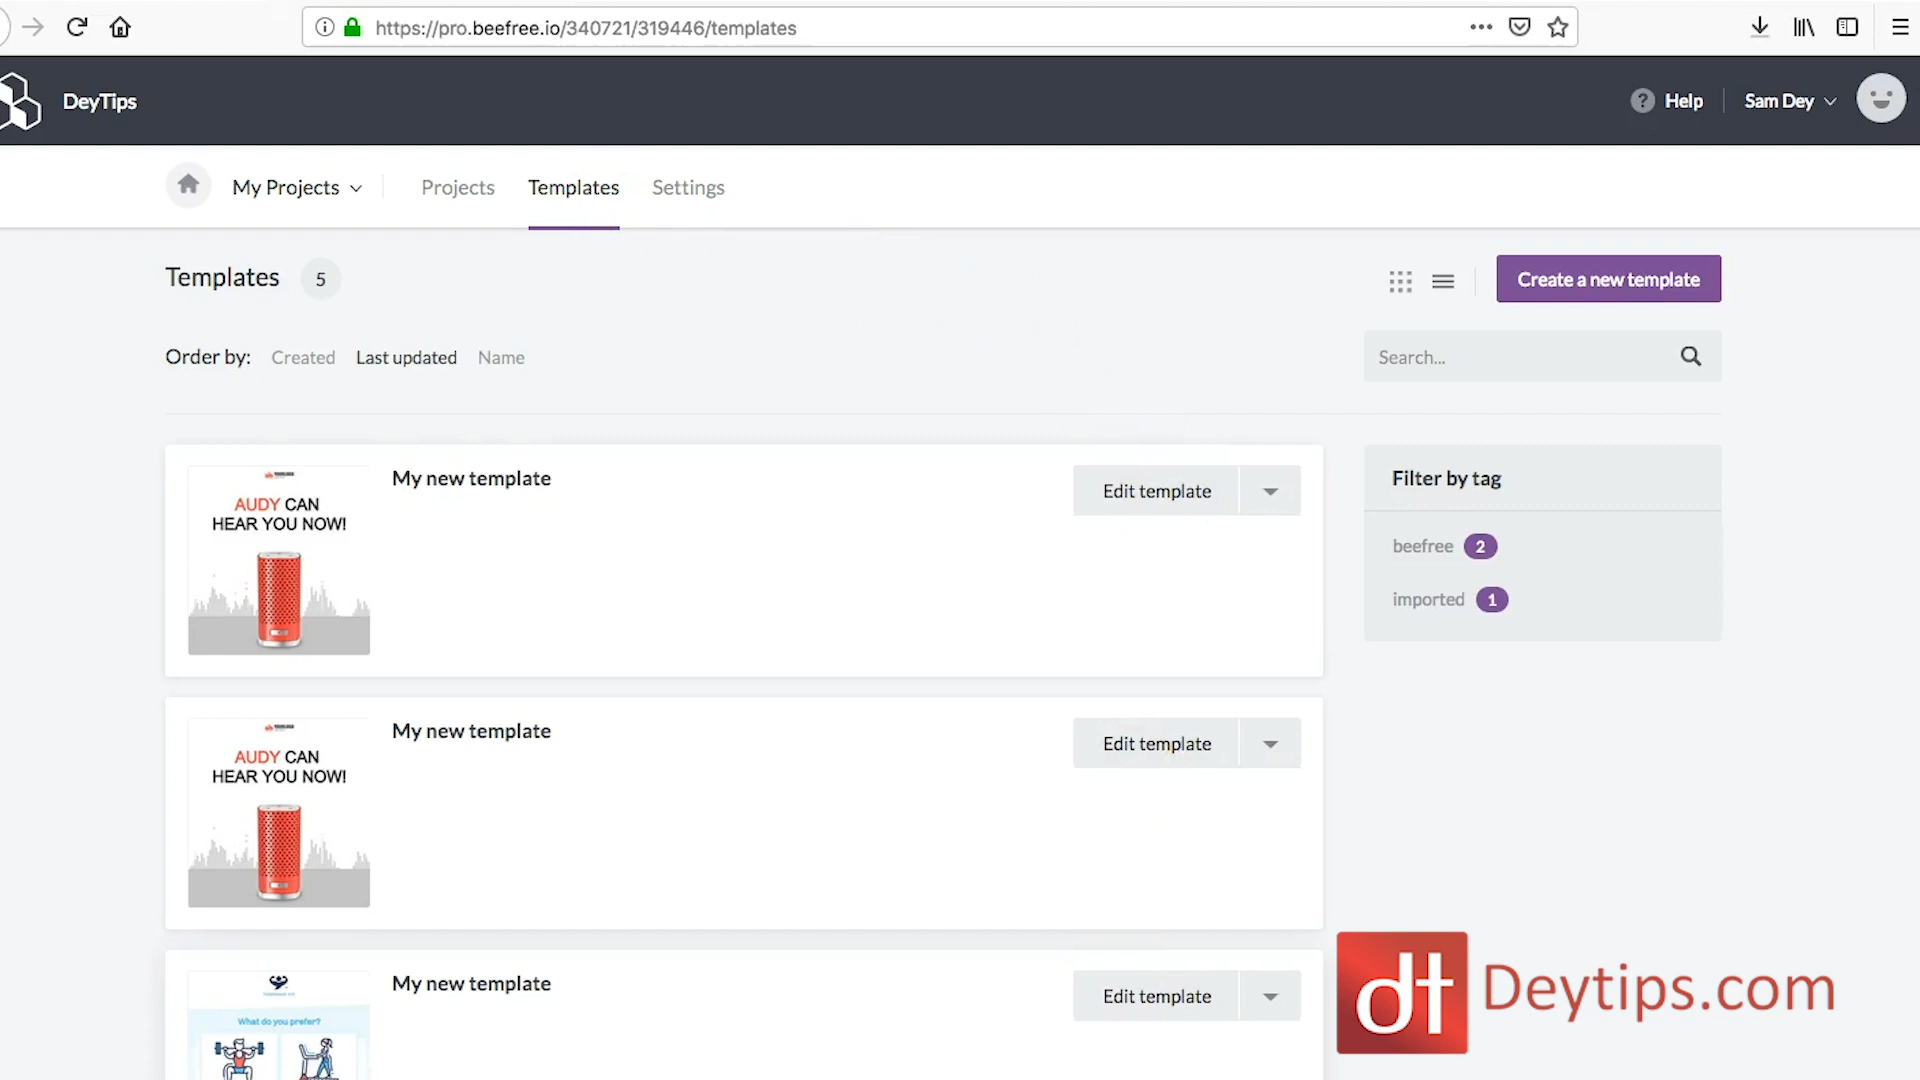 https://pro.beefree.io/340721/319446/templates
DeyTips
? Help
Sam Dey
My Projects
Projects
Templates
Settings
Templates 5
Create a new template
Order by: Created Last updated Name
Search...
My new template
Edit template
AUDY CAN
HEAR YOU NOW!
Filter by tag
beefree 2
imported 1
My new template
Edit template
AUDY CAN
HEAR YOU NOW!
My new template
Edit template
What do you prefer?
dt Deytips.com